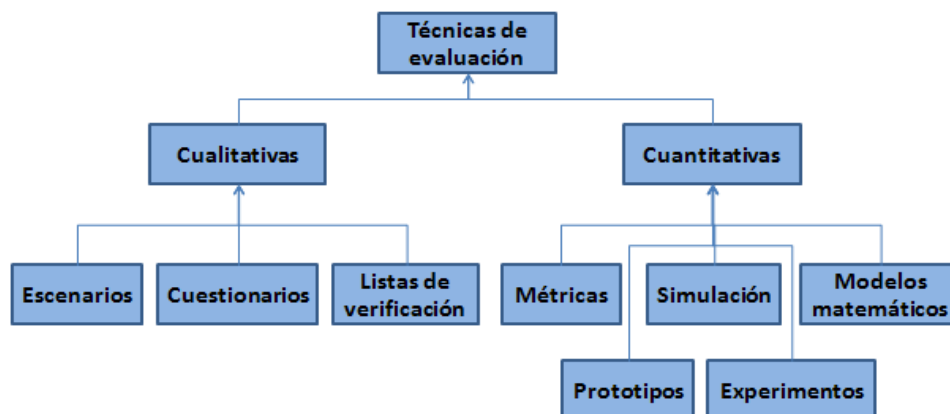 Técnicas de
evaluación
Cualitativas
Cuantitativas
Escenarios
Cuestionarios
Listas de
verificación
Métricas
Simulación
Modelos
matemáticos
Prototipos
Experimentos